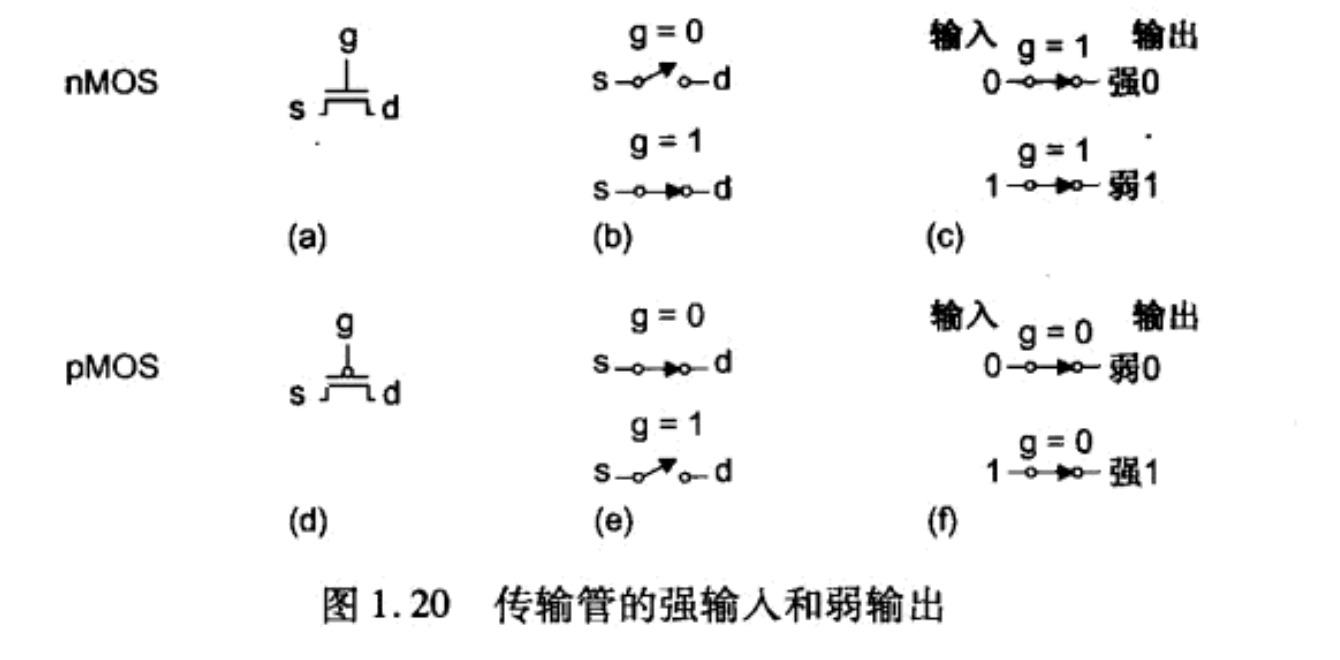 g
nMOS
s d
(a)
g = 0
s d
g = 1
s d
(b)
输入 g = 1 输出
0 强0
g = 1
1 弱1
(c)
g
pMOS
s d
(d)
g = 0
s d
g = 1
s d
(e)
输入 g = 0 输出
0 弱0
g = 0
1 强1
(f)
图 1.20 传输管的强输入和弱输出